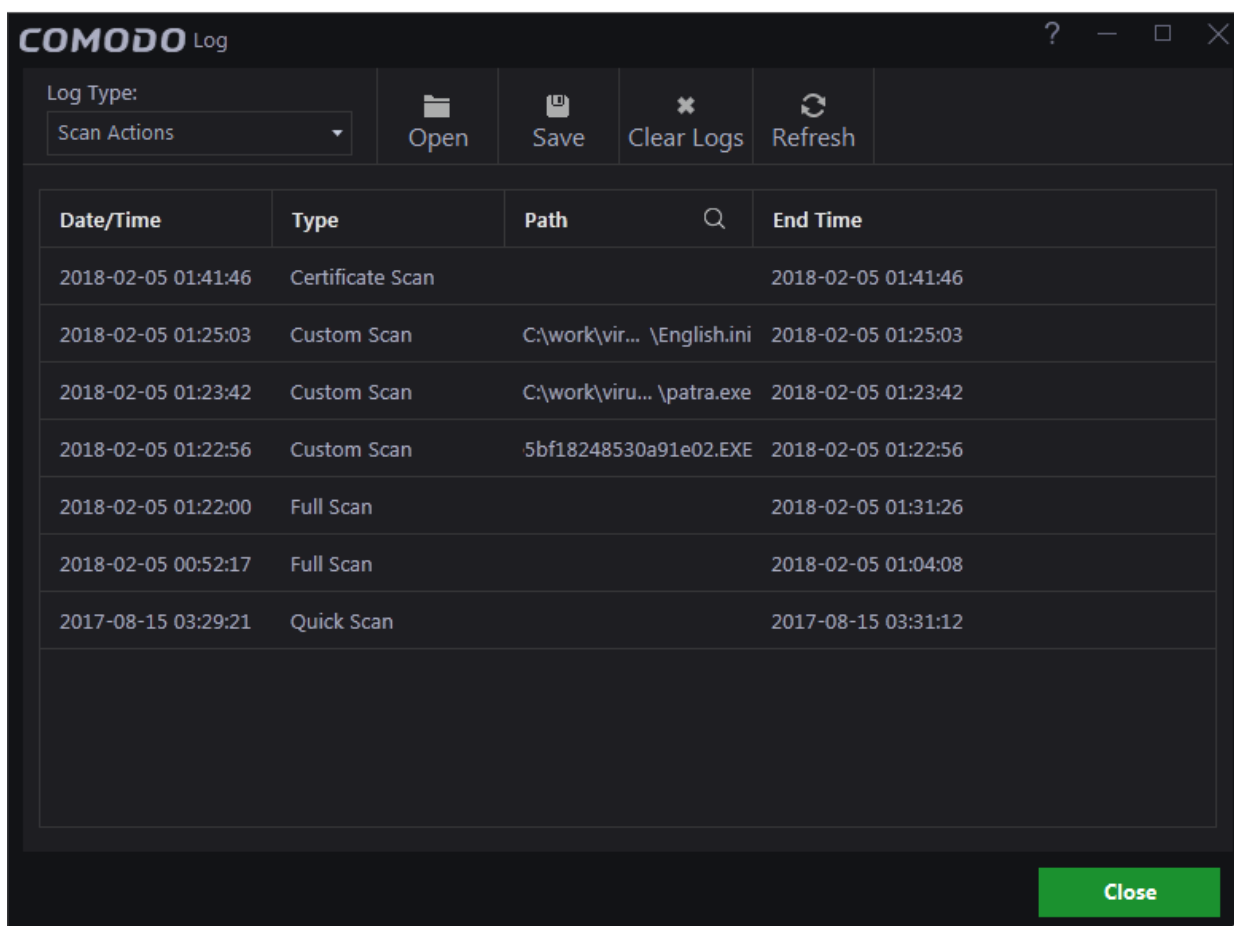 COMODO Log
Log Type:
Scan Actions
Open
Save
Clear Logs
Refresh
Date/Time Type Path End Time
2018-02-05 01:41:46 Certificate Scan 2018-02-05 01:41:46
2018-02-05 01:25:03 Custom Scan C:\work\vir... \English.ini 2018-02-05 01:25:03
2018-02-05 01:23:42 Custom Scan C:\work\viru... \patra.exe 2018-02-05 01:23:42
2018-02-05 01:22:56 Custom Scan 5bf18248530a91e02.EXE 2018-02-05 01:22:56
2018-02-05 01:22:00 Full Scan 2018-02-05 01:31:26
2018-02-05 00:52:17 Full Scan 2018-02-05 01:04:08
2017-08-15 03:29:21 Quick Scan 2017-08-15 03:31:12
Close